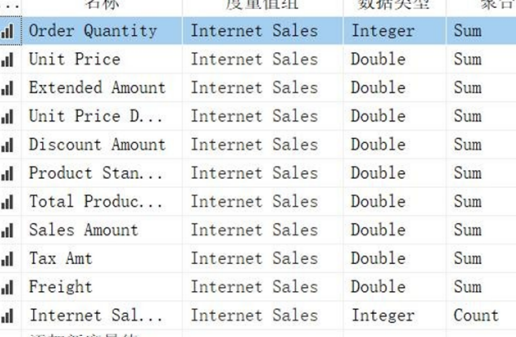 ... 名称 度量值组 数据类型 聚合
Order Quantity Internet Sales Integer Sum
Unit Price Internet Sales Double Sum
Extended Amount Internet Sales Double Sum
Unit Price D... Internet Sales Double Sum
Discount Amount Internet Sales Double Sum
Product Stan... Internet Sales Double Sum
Total Produc... Internet Sales Double Sum
Sales Amount Internet Sales Double Sum
Tax Amt Internet Sales Double Sum
Freight Internet Sales Double Sum
Internet Sal... Internet Sales Integer Count